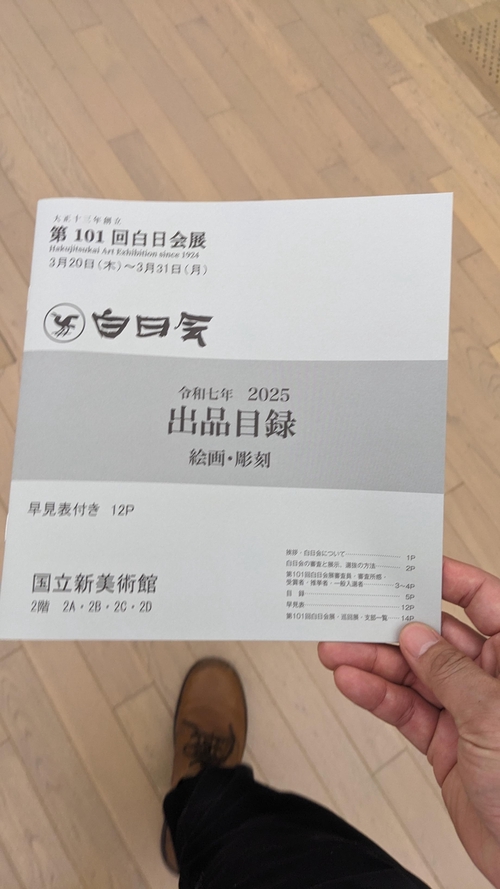 大正十三年創立
第 101 回白日会展
Hakujitsukai Art Exhibition since 1924
3月20日(木)~3月31日(月)
白日会
令和七年 2025
出品目録
絵画・彫刻
早見表付き 12P
国立新美術館
2階 2A・2B・2C・2D
挨拶・白日会について 1P
白日会の審査と展示、選抜の方法 2P
第101回白日会展審査員・審査所感・
受賞者・推挙者・一般入選者 3~4P
目 録 5P
早見表 12P
第101回白日会展・巡回展・支部一覧 14P